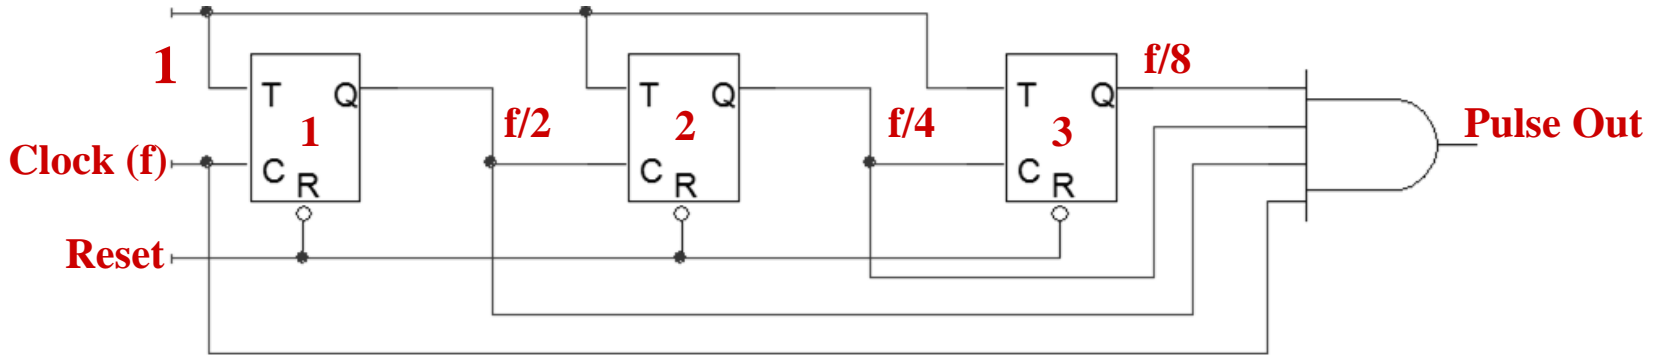 1
T Q
1
C
R
f/2
T Q
2
C
R
f/4
T Q
3
C
R
f/8
Pulse Out
Clock (f)
Reset